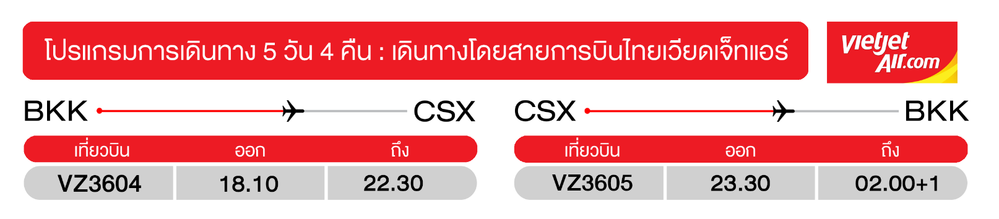 โปรแกรมการเดินทาง 5 วัน 4 คืน : เดินทางโดยสายการบินไทยเวียดเจ็ทแอร์
vietjet
Air.com
BKK CSX
เที่ยวบิน ออก ถึง
VZ3604 18.10 22.30
CSX BKK
เที่ยวบิน ออก ถึง
VZ3605 23.30 02.00+1